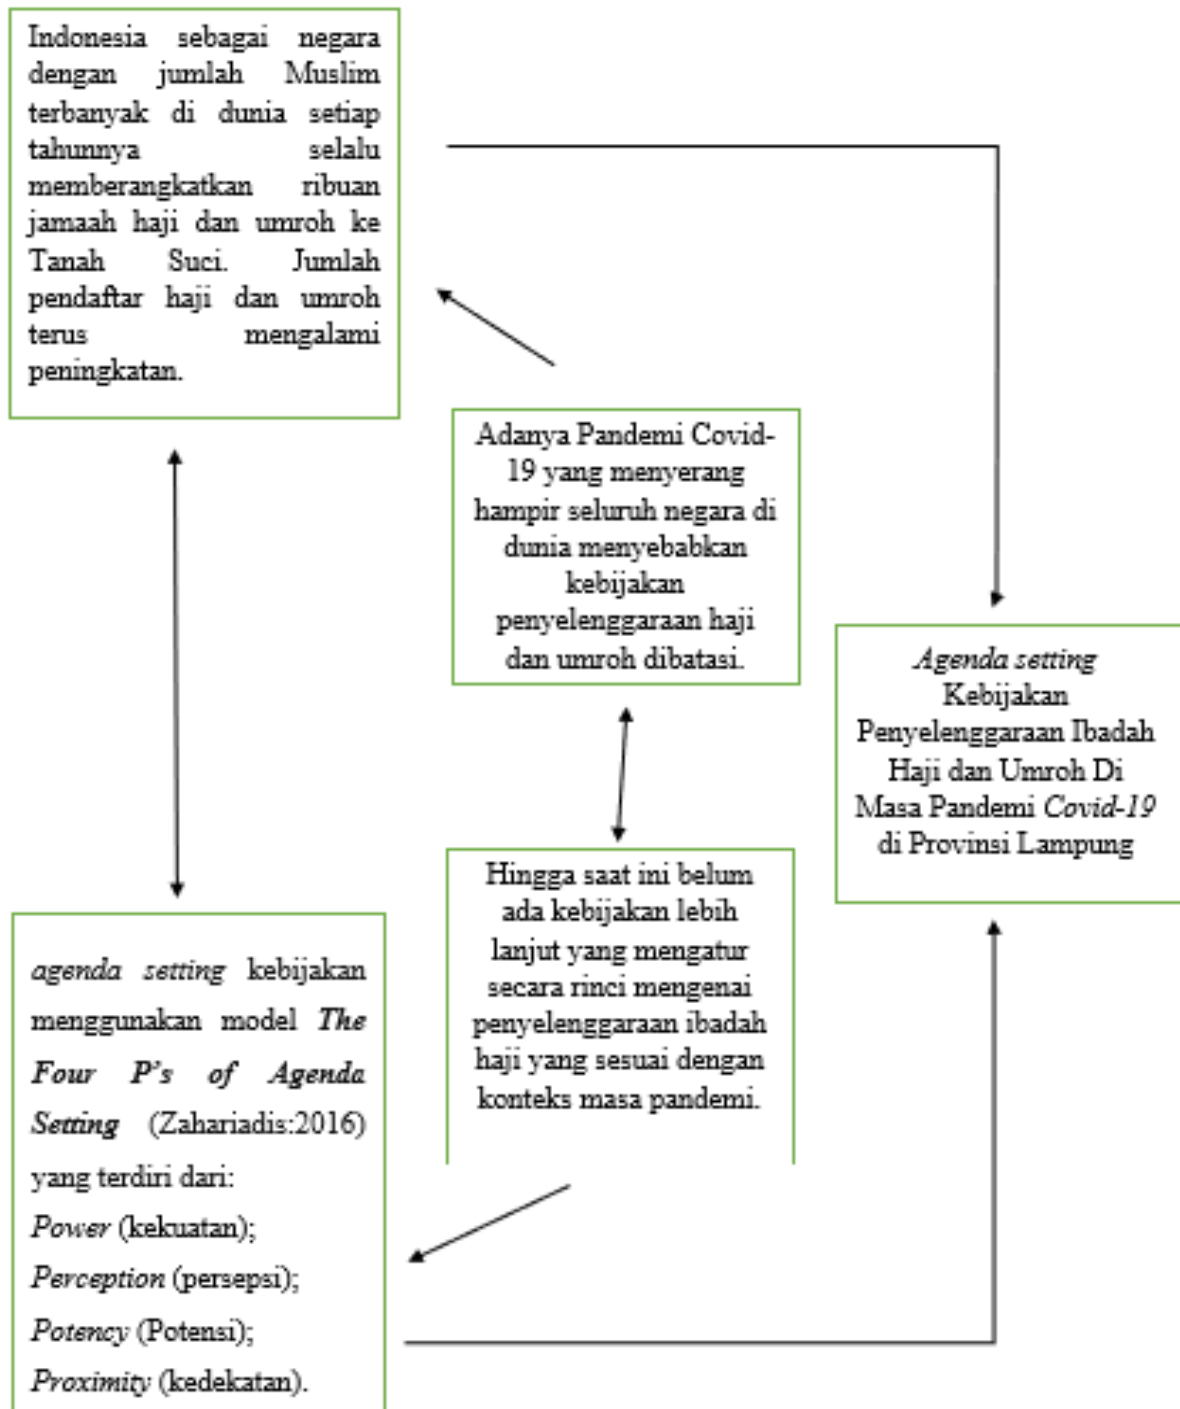 Indonesia sebagai negara
dengan jumlah Muslim
terbanyak di dunia setiap
tahunnya selalu
memberangkatkan ribuan
jamaah haji dan umroh ke
Tanah Suci. Jumlah
pendaftar haji dan umroh
terus mengalami
peningkatan.
Adanya Pandemi Covid-
19 yang menyerang
hampir seluruh negara di
dunia menyebabkan
kebijakan
penyelenggaraan haji
dan umroh dibatasi.
Agenda setting
Kebijakan
Penyelenggaraan Ibadah
Haji dan Umroh Di
Masa Pandemi Covid-19
di Provinsi Lampung
Hingga saat ini belum
ada kebijakan lebih
lanjut yang mengatur
secara rinci mengenai
penyelenggaraan ibadah
haji yang sesuai dengan
konteks masa pandemi.
agenda setting kebijakan
menggunakan model The
Four P's of Agenda
Setting (Zahariadis:2016)
yang terdiri dari:
Power (kekuatan);
Perception (persepsi);
Potency (Potensi);
Proximity (kedekatan).